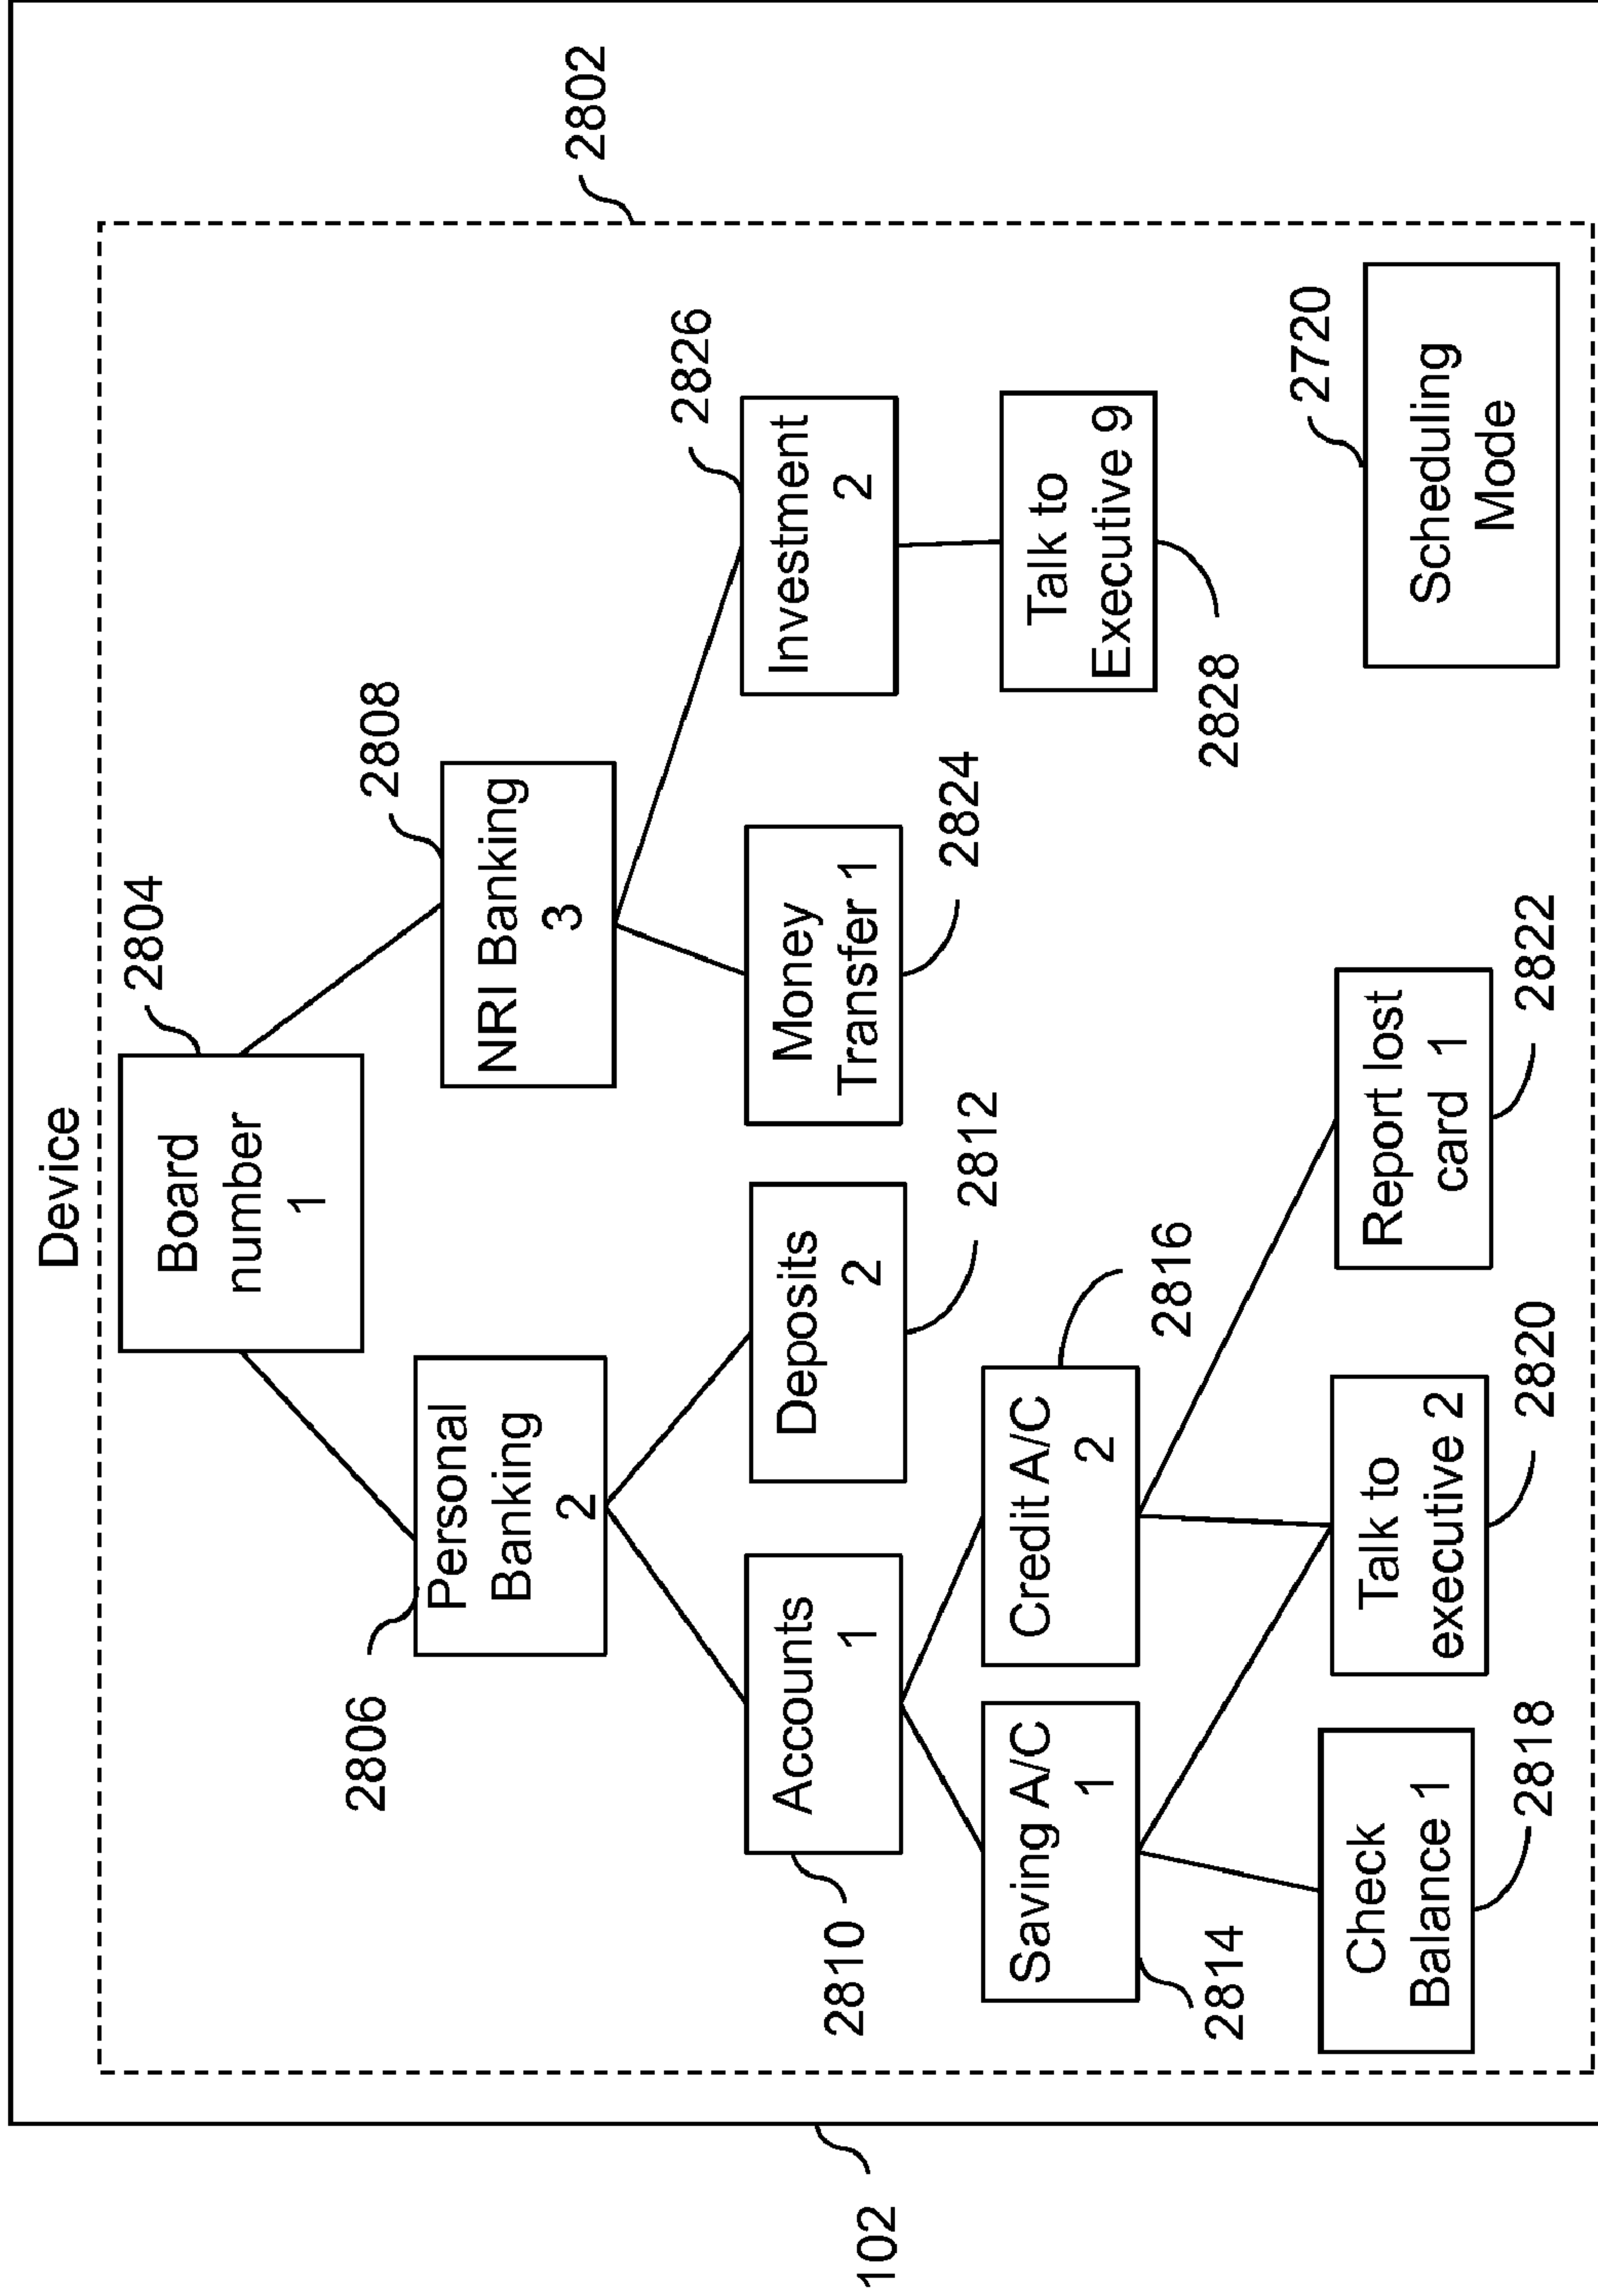 Device
102
2802
Board
number
1
2804
Personal
Banking
2
2806
NRI Banking
3
2808
Accounts
1
2810
Deposits
2
2812
Money
Transfer 1
2824
Investment
2
2826
Saving A/C
1
2814
Credit A/C
2
2816
Talk to
Executive 9
2828
Check
Balance 1
2818
Talk to
executive 2
2820
Report lost
card 1
2822
Scheduling
Mode
2720